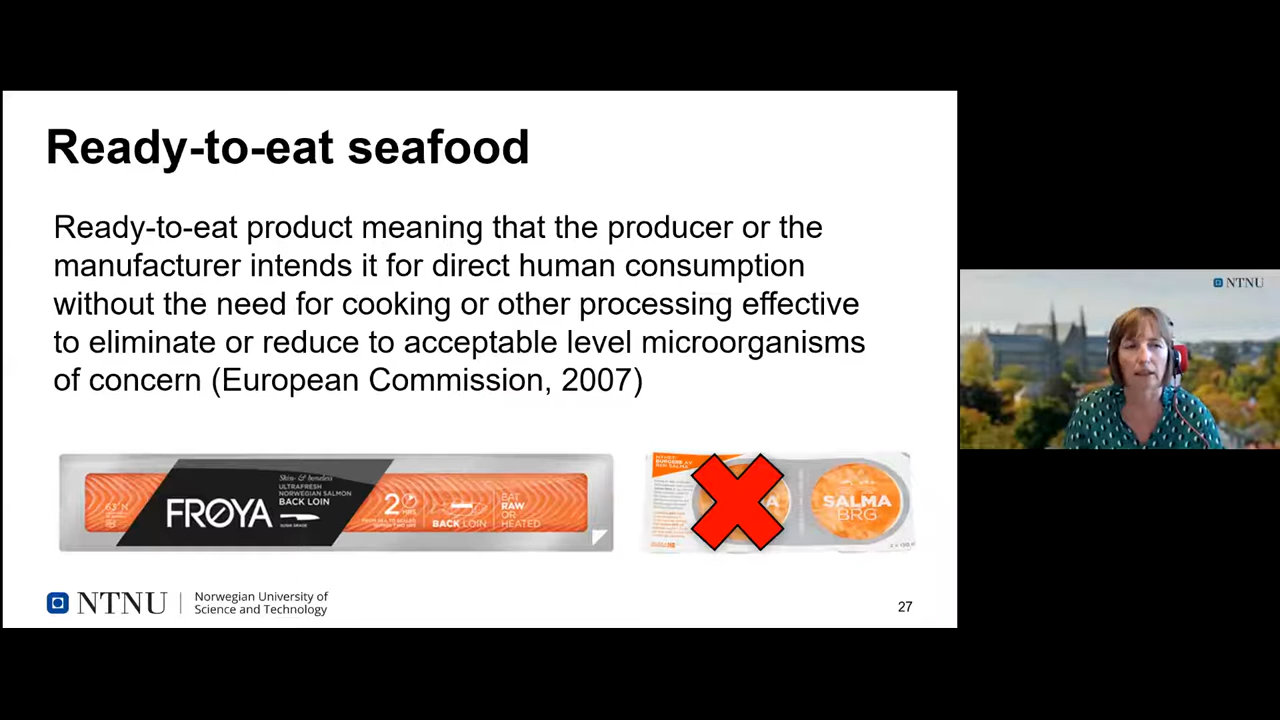 Ready-to-eat seafood
Ready-to-eat product meaning that the producer or the
manufacturer intends it for direct human consumption
without the need for cooking or other processing effective
to eliminate or reduce to acceptable level microorganisms
of concern (European Commission, 2007)
FRØYA
Skin- & boneless
ULTRAFRESH
NORWEGIAN SALMON
BACK LOIN
2 HRS
BACK LOIN
EAT
RAW
OR
HEATED
SALMA
BRG
NTNU
Norwegian University of
Science and Technology
27
NTNU